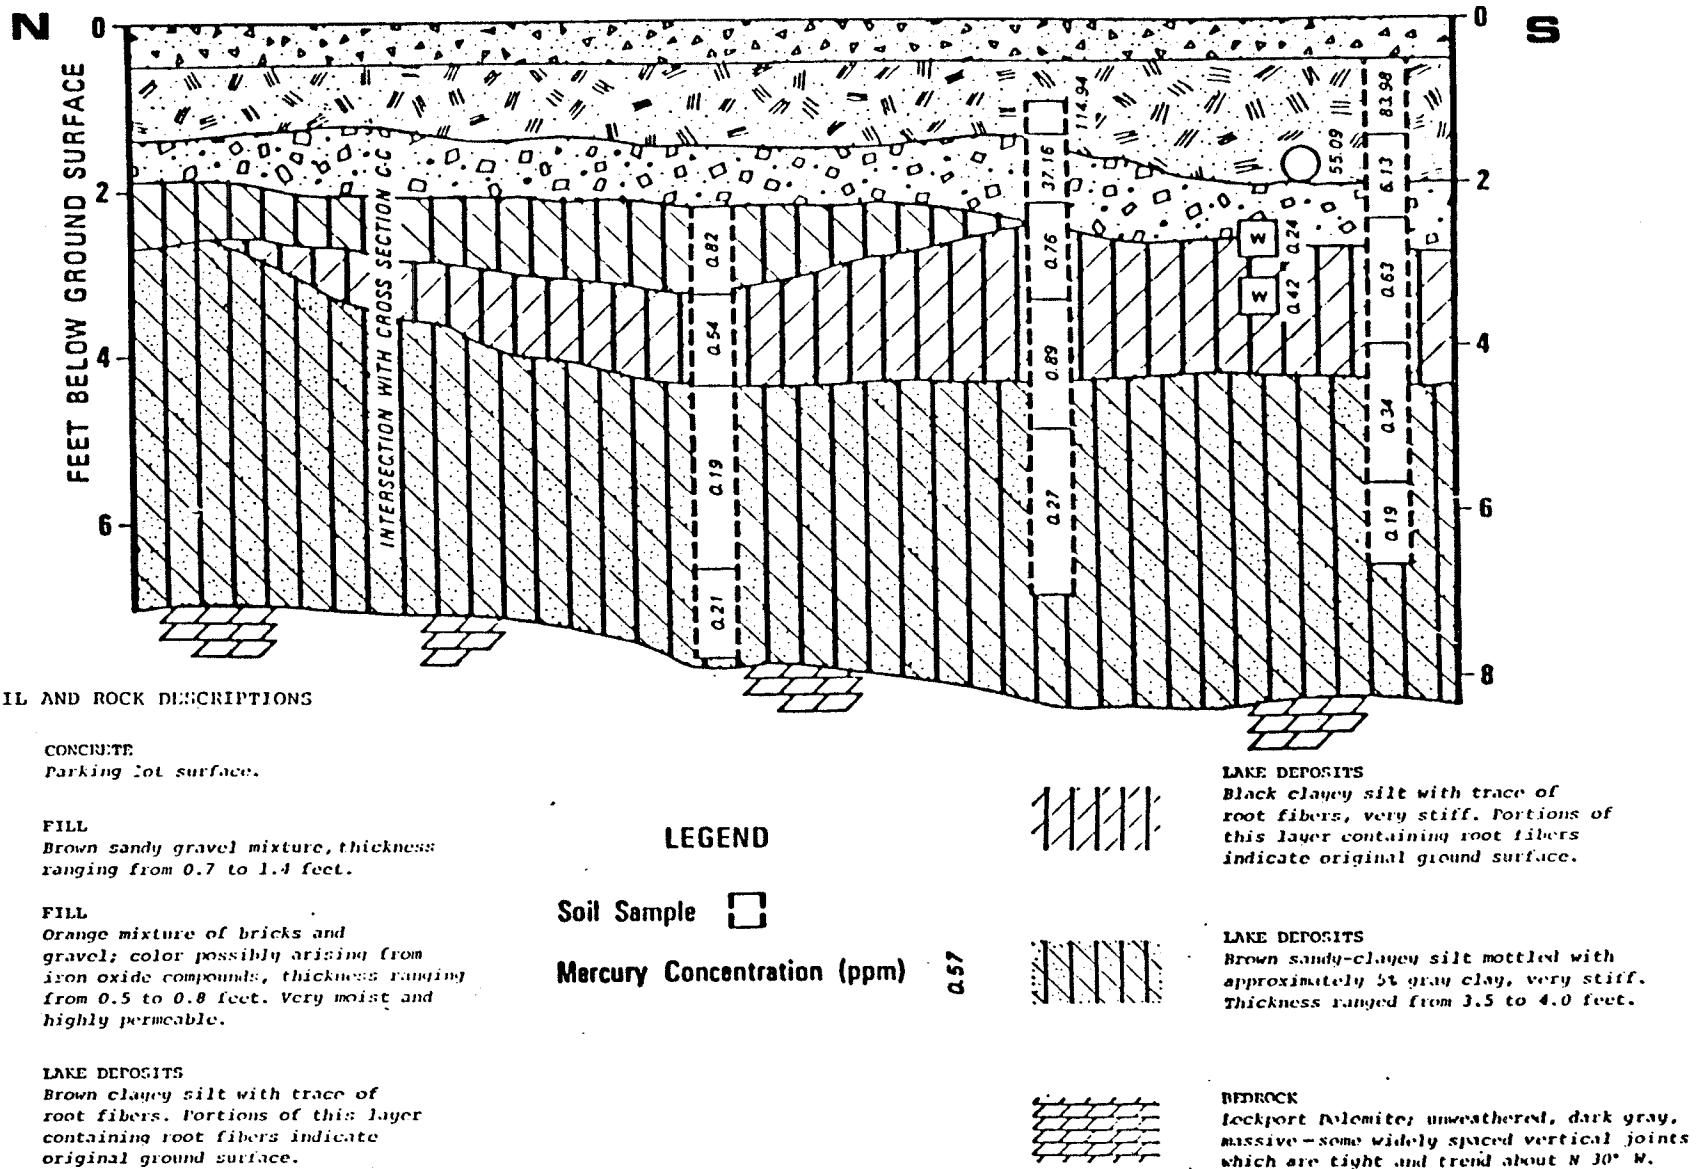 N
S
0
2
4
6
0
2
4
6
8
FEET BELOW GROUND SURFACE
INTERSECTION WITH CROSS SECTION C-C
0.82
0.54
0.19
0.21
114.94
37.16
0.76
0.89
0.27
55.09
W 0.24
W 0.42
83.98
6.13
0.63
0.34
0.19
IL AND ROCK DESCRIPTIONS
CONCRETE
Parking lot surface.
FILL
Brown sandy gravel mixture, thickness
ranging from 0.7 to 1.4 feet.
FILL
Orange mixture of bricks and
gravel; color possibly arising from
iron oxide compounds, thickness ranging
from 0.5 to 0.8 feet. Very moist and
highly permeable.
LAKE DEPOSITS
Brown clayey silt with trace of
root fibers. Portions of this layer
containing root fibers indicate
original ground surface.
LEGEND
Soil Sample
Mercury Concentration (ppm) 0.57
LAKE DEPOSITS
Black clayey silt with trace of
root fibers, very stiff. Portions of
this layer containing root fibers
indicate original ground surface.
LAKE DEPOSITS
Brown sandy-clayey silt mottled with
approximately 5% gray clay, very stiff.
Thickness ranged from 3.5 to 4.0 feet.
BEDROCK
Lockport Dolomite; unweathered, dark gray,
massive - some widely spaced vertical joints
which are tight and trend about N 30° W.